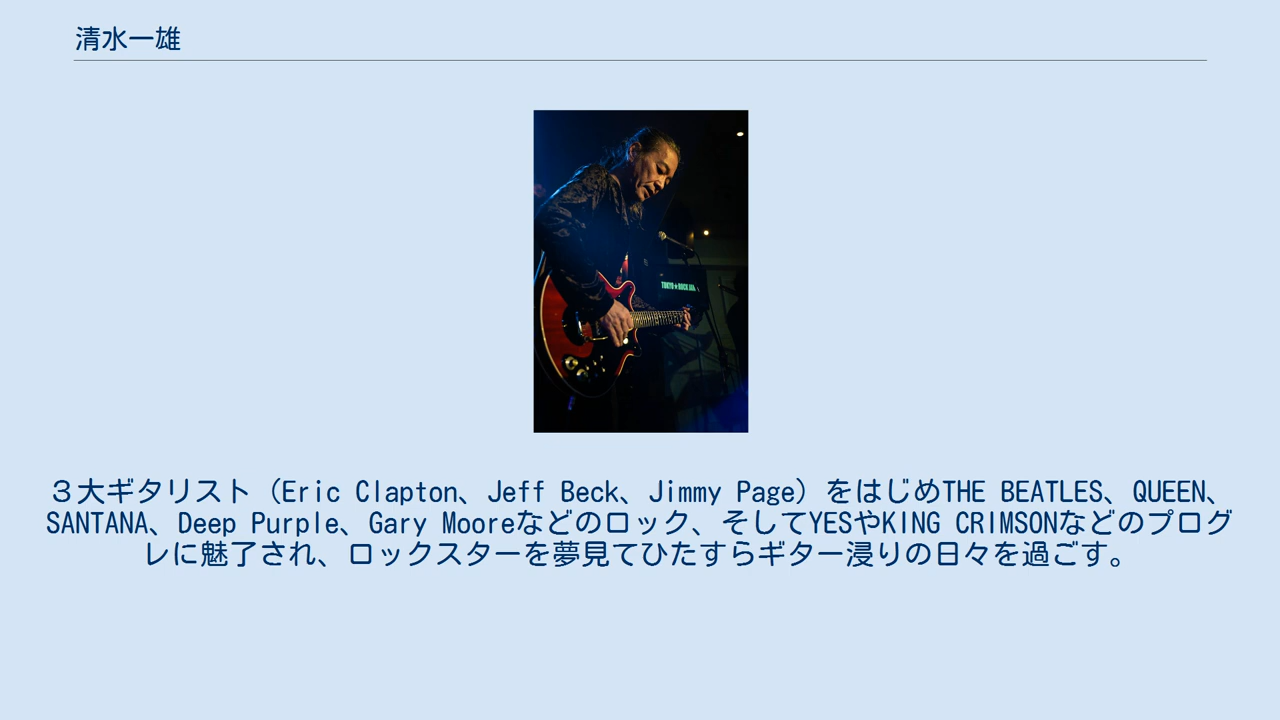 清水一雄
TOKYO★ROCK
３大ギタリスト（Eric Clapton、Jeff Beck、Jimmy Page）をはじめTHE BEATLES、QUEEN、
SANTANA、Deep Purple、Gary Mooreなどのロック、そしてYESやKING CRIMSONなどのプログ
レに魅了され、ロックスターを夢見てひたすらギター浸りの日々を過ごす。